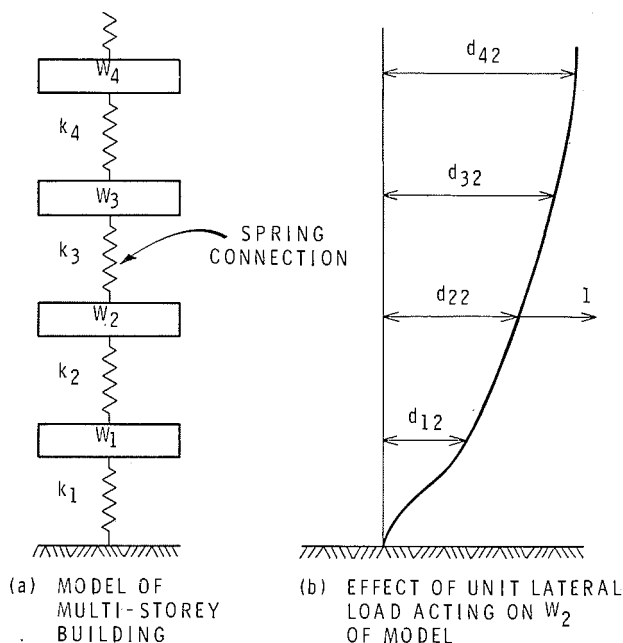 W4
k4
W3
k3
SPRING
CONNECTION
W2
k2
W1
k1
d42
d32
d22
1
d12
(a) MODEL OF
MULTI-STOREY
BUILDING
(b) EFFECT OF UNIT LATERAL
LOAD ACTING ON W2
OF MODEL